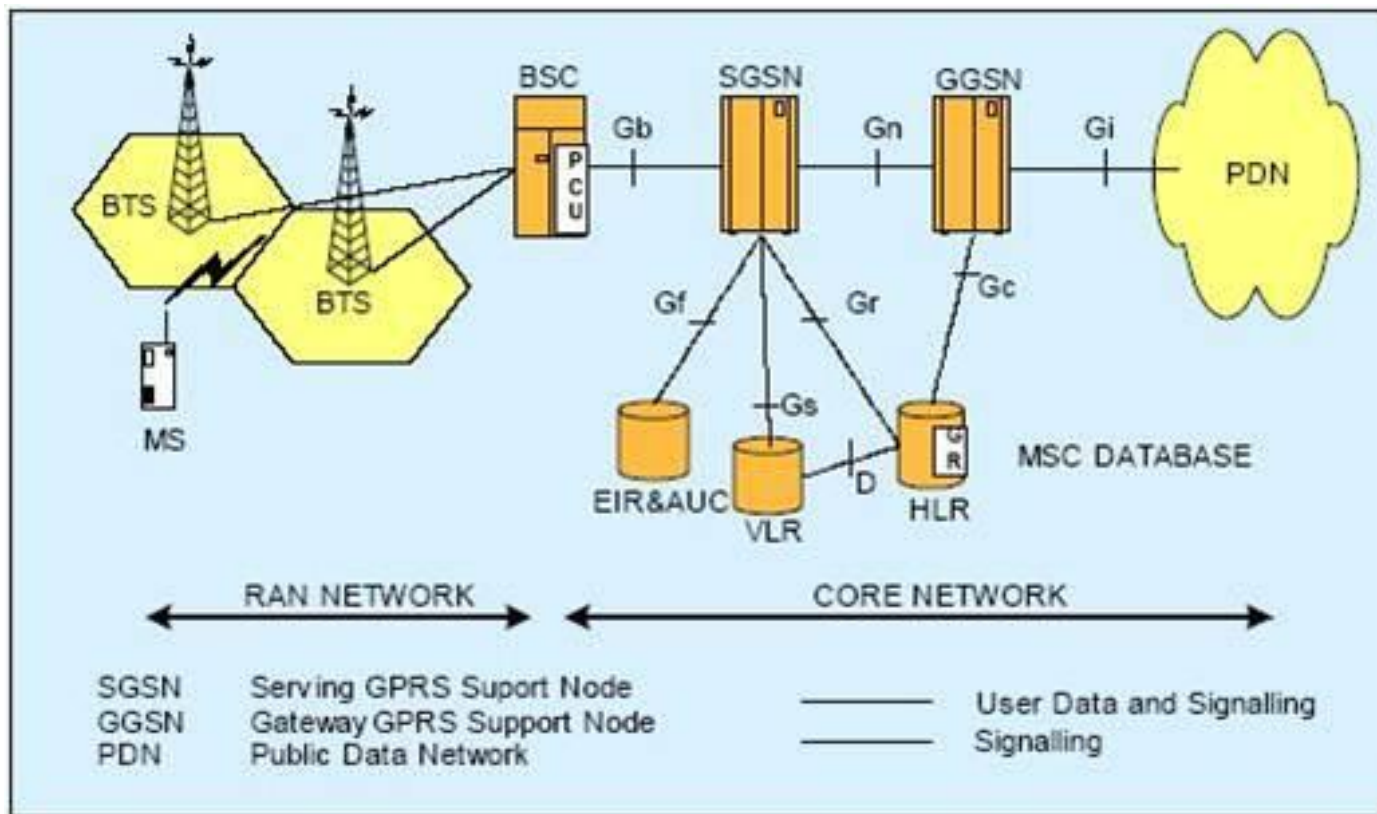 BSC
SGSN
GGSN
Gb
Gn
Gi
PCU
PDN
BTS
BTS
Gf
Gr
Gc
MS
Gs
GR
MSC DATABASE
D
EIR&AUC
VLR
HLR
RAN NETWORK
CORE NETWORK
SGSN Serving GPRS Suport Node
GGSN Gateway GPRS Support Node
PDN Public Data Network
User Data and Signalling
Signalling